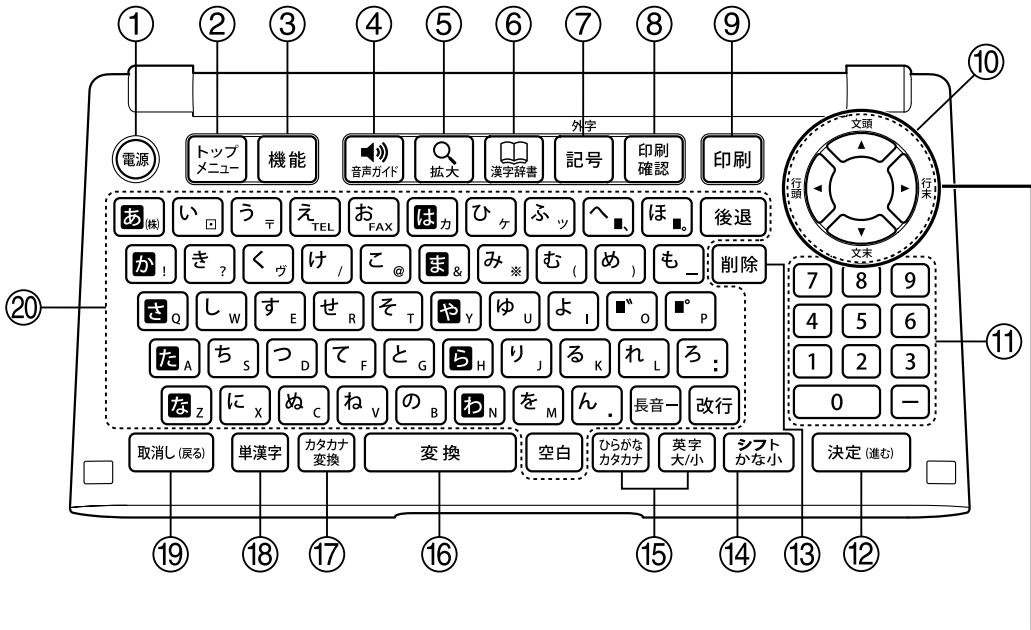 ① ② ③ ④ ⑤ ⑥ ⑦ ⑧ ⑨ ⑩
外字
電源 トップメニュー 機能 音声ガイド 拡大 漢字辞書 記号 印刷確認 印刷
文頭
行頭 ▲ ◀ ▶ ▼ 行末
文末
あ(株) い⊡ う〒 えTEL おFAX はカ ひヶ ふッ へ■、 ほ■。 後退
か! き? くヴ け/ こ@ ま& み※ む( め) も_ 削除
さQ しW すE せR そT やY ゆU よI ■゛O ■゜P
たA ちS つD てF とG らH りJ るK れL ろ:
なZ にX ぬC ねV のB わN をM ん. 長音ー 改行
7 8 9
4 5 6
1 2 3
0 －
⑳ ⑪
取消し(戻る) 単漢字 カタカナ変換 変換 空白 ひらがなカタカナ 英字大/小 シフトかな小 決定(進む)
⑲ ⑱ ⑰ ⑯ ⑮ ⑭ ⑬ ⑫